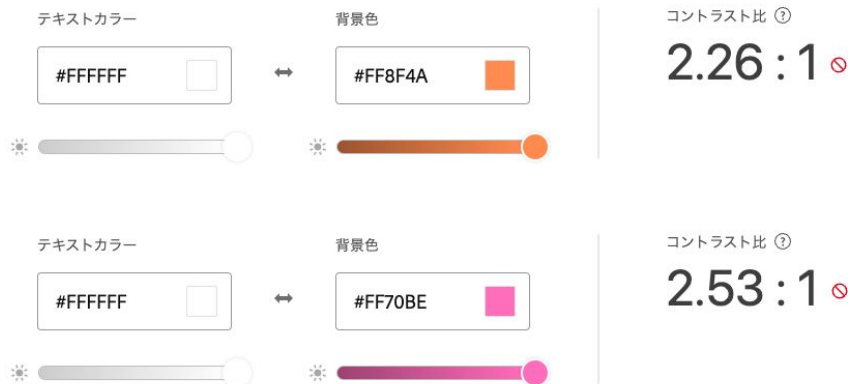 テキストカラー
背景色
コントラスト比 ?
#FFFFFF
#FF8F4A
2.26 : 1
テキストカラー
背景色
コントラスト比 ?
#FFFFFF
#FF70BE
2.53 : 1